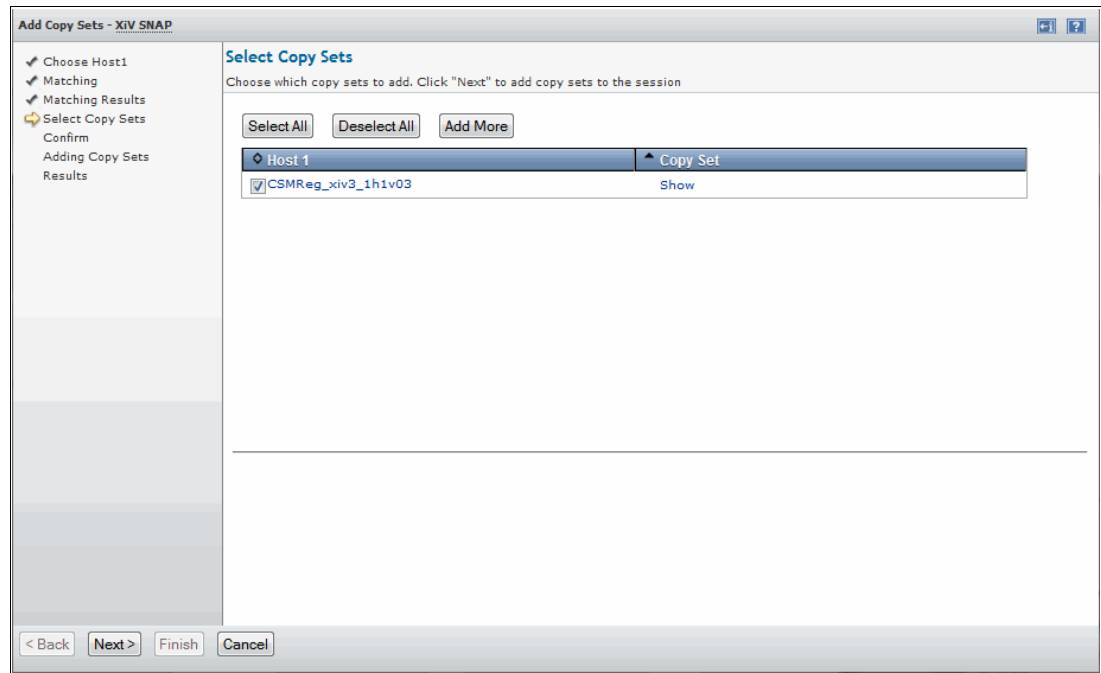 Add Copy Sets - XiV SNAP
?
Choose Host1
Matching
Matching Results
Select Copy Sets
Confirm
Adding Copy Sets
Results
Select Copy Sets
Choose which copy sets to add. Click "Next" to add copy sets to the session
Select All Deselect All Add More
Host 1 Copy Set
CSMReg_xiv3_1h1v03 Show
< Back Next > Finish Cancel